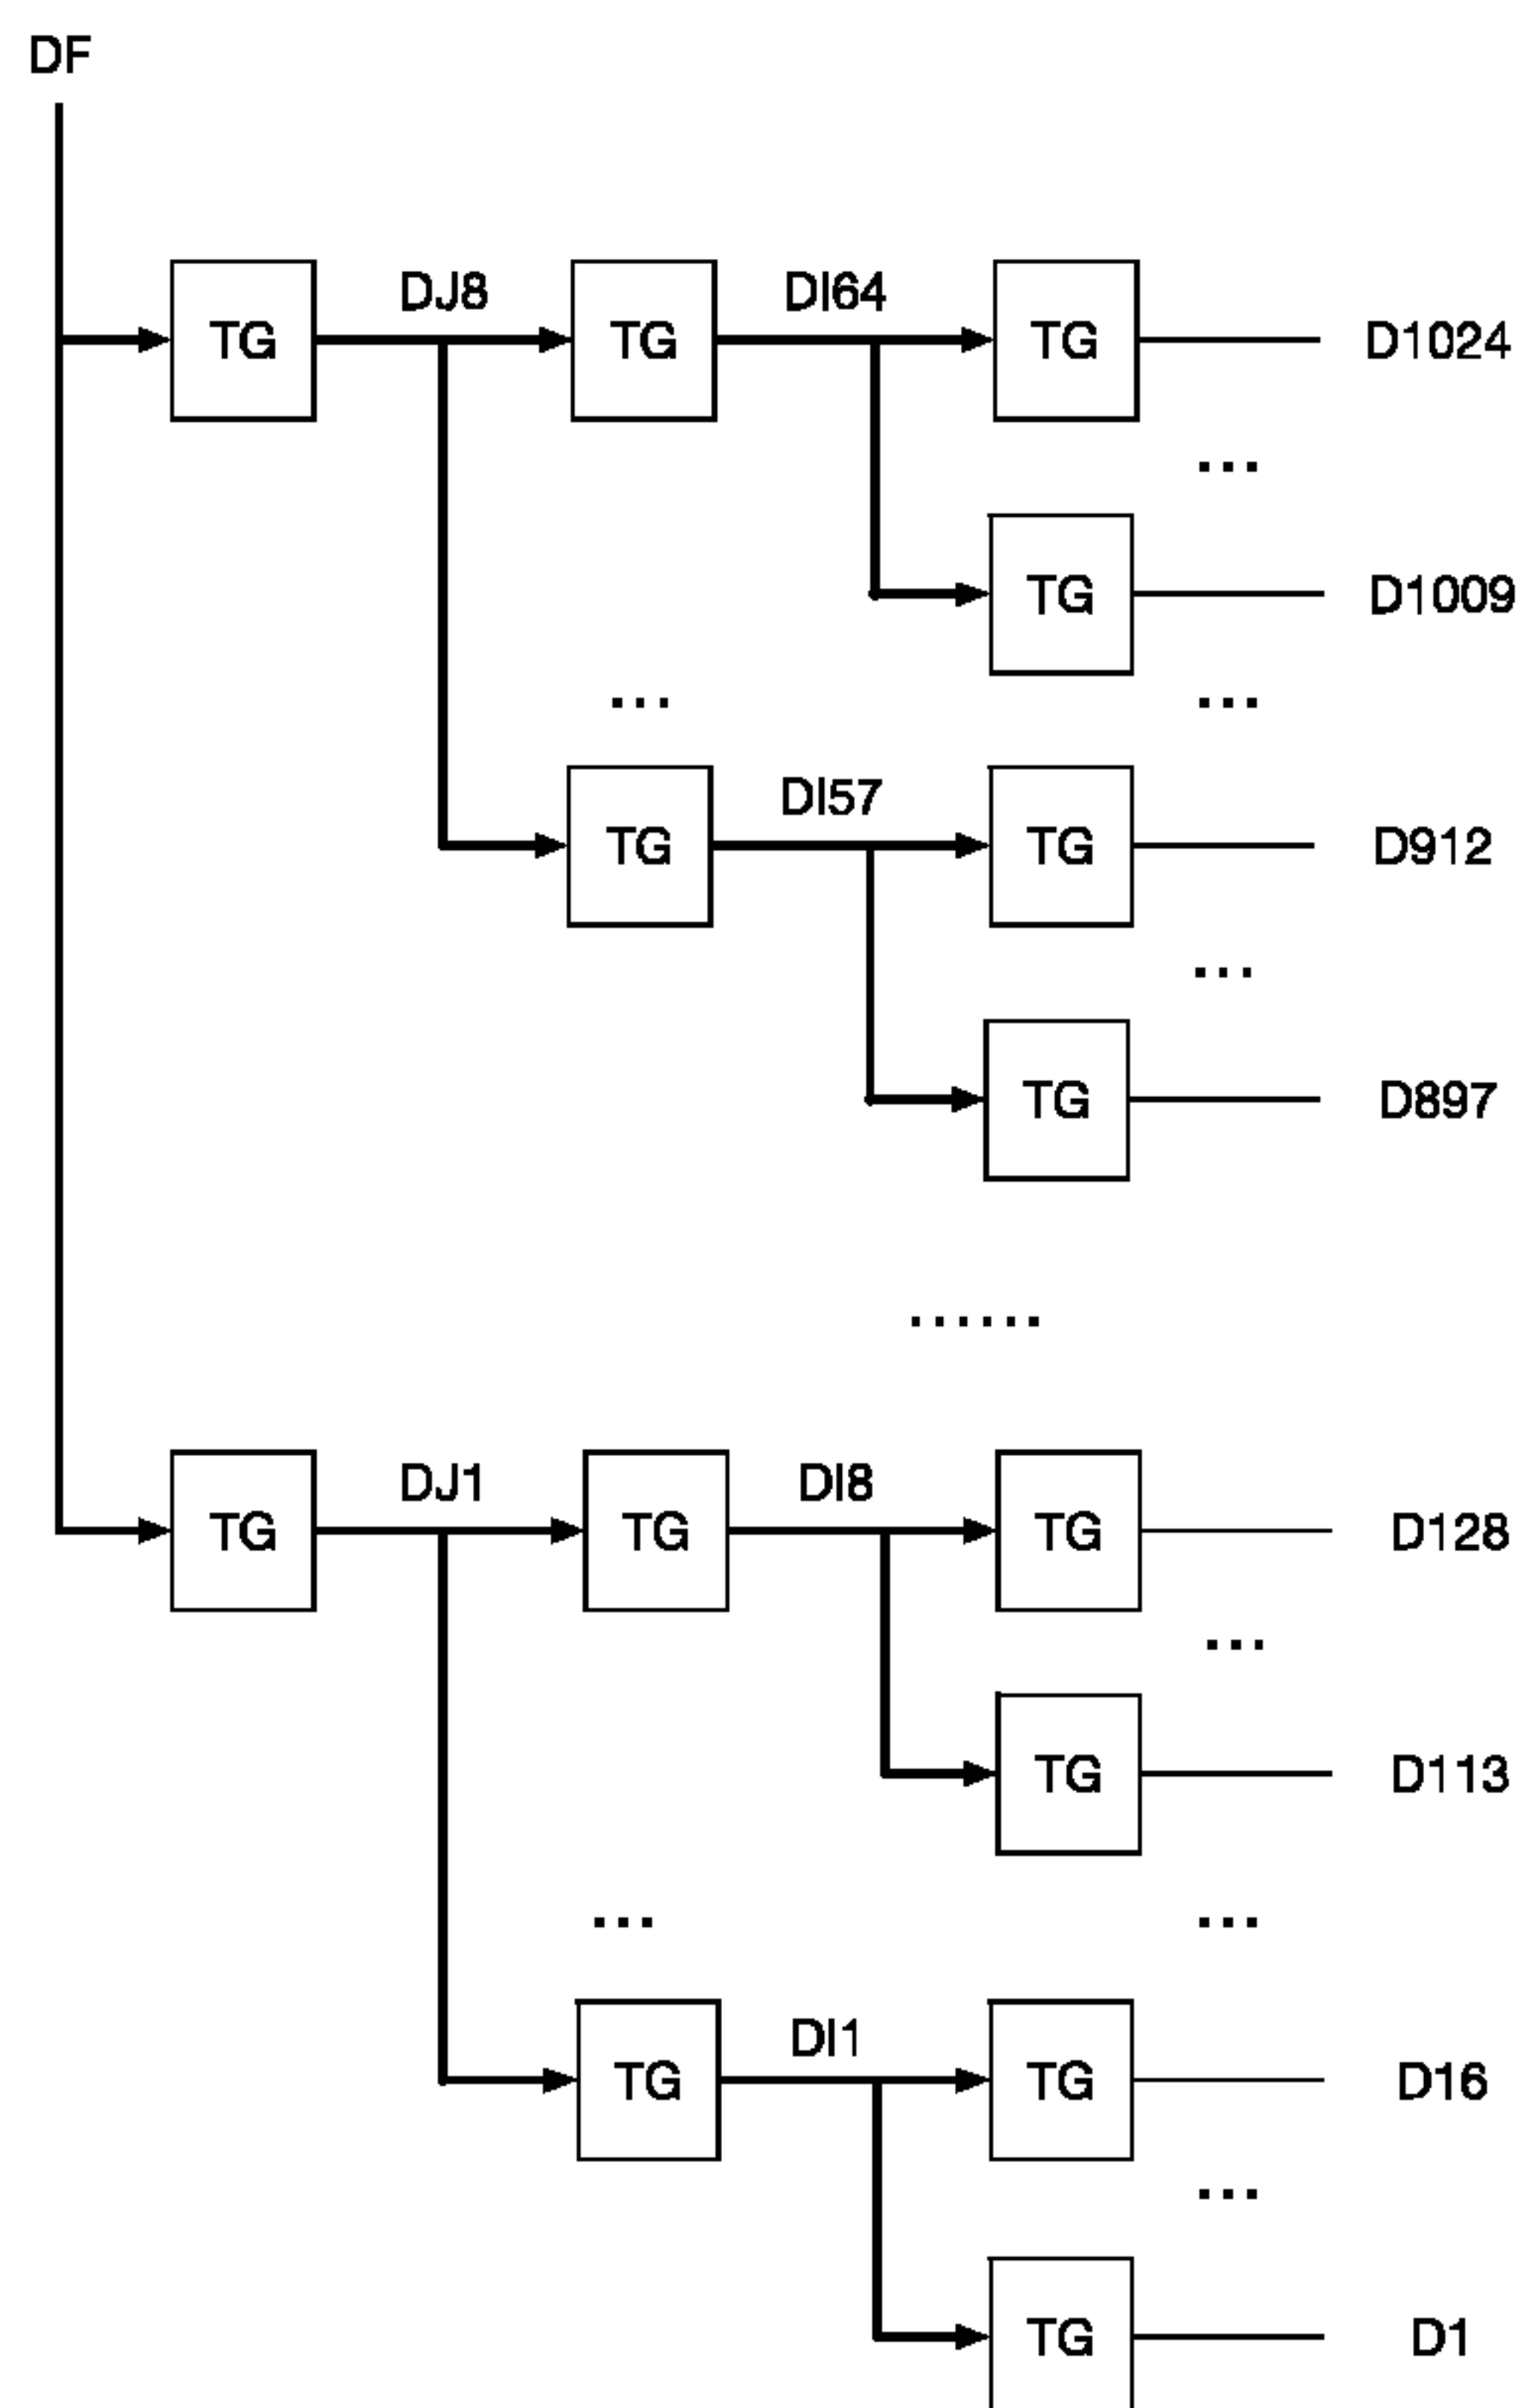 DF
TG DJ8 TG DI64 TG D1024
...
TG D1009
... ...
TG DI57 TG D912
...
TG D897
......
TG DJ1 TG DI8 TG D128
...
TG D113
... ...
TG DI1 TG D16
...
TG D1